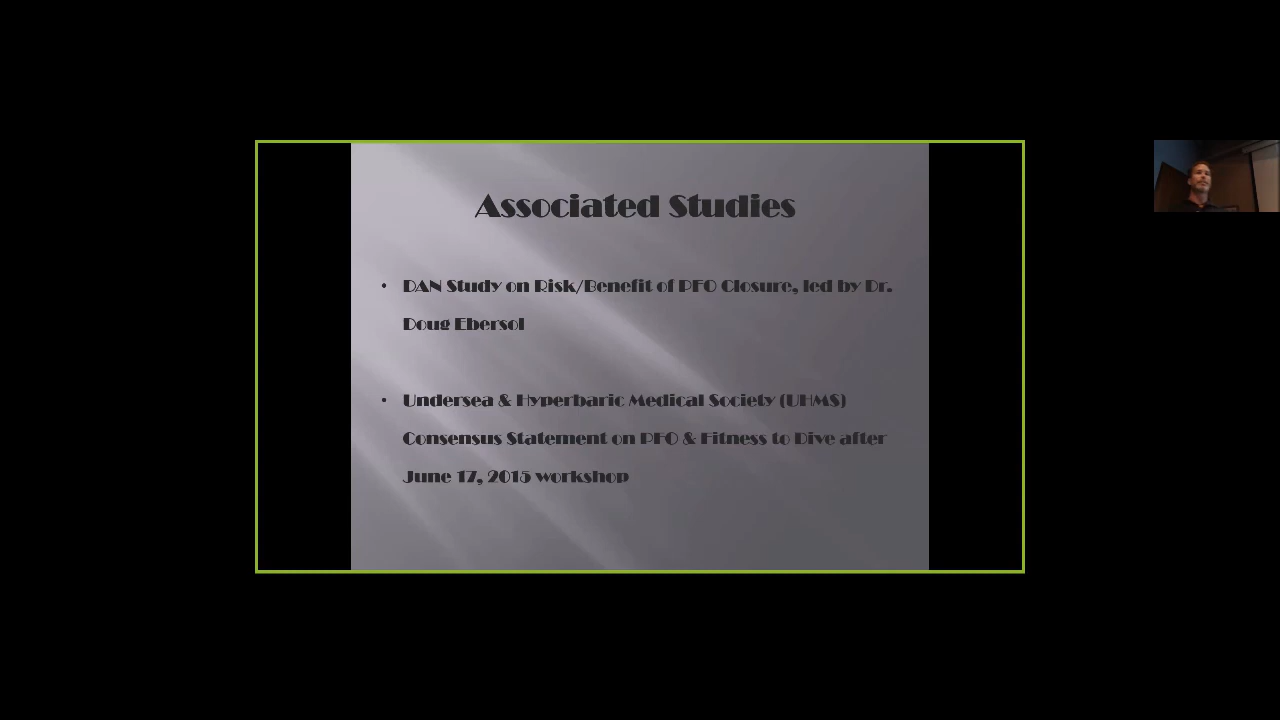 Associated Studies
• DAN Study on Risk/Benefit of PFO Closure, led by Dr.
Doug Ebersol
• Undersea & Hyperbaric Medical Society (UHMS)
Consensus Statement on PFO & Fitness to Dive after
June 17, 2015 workshop